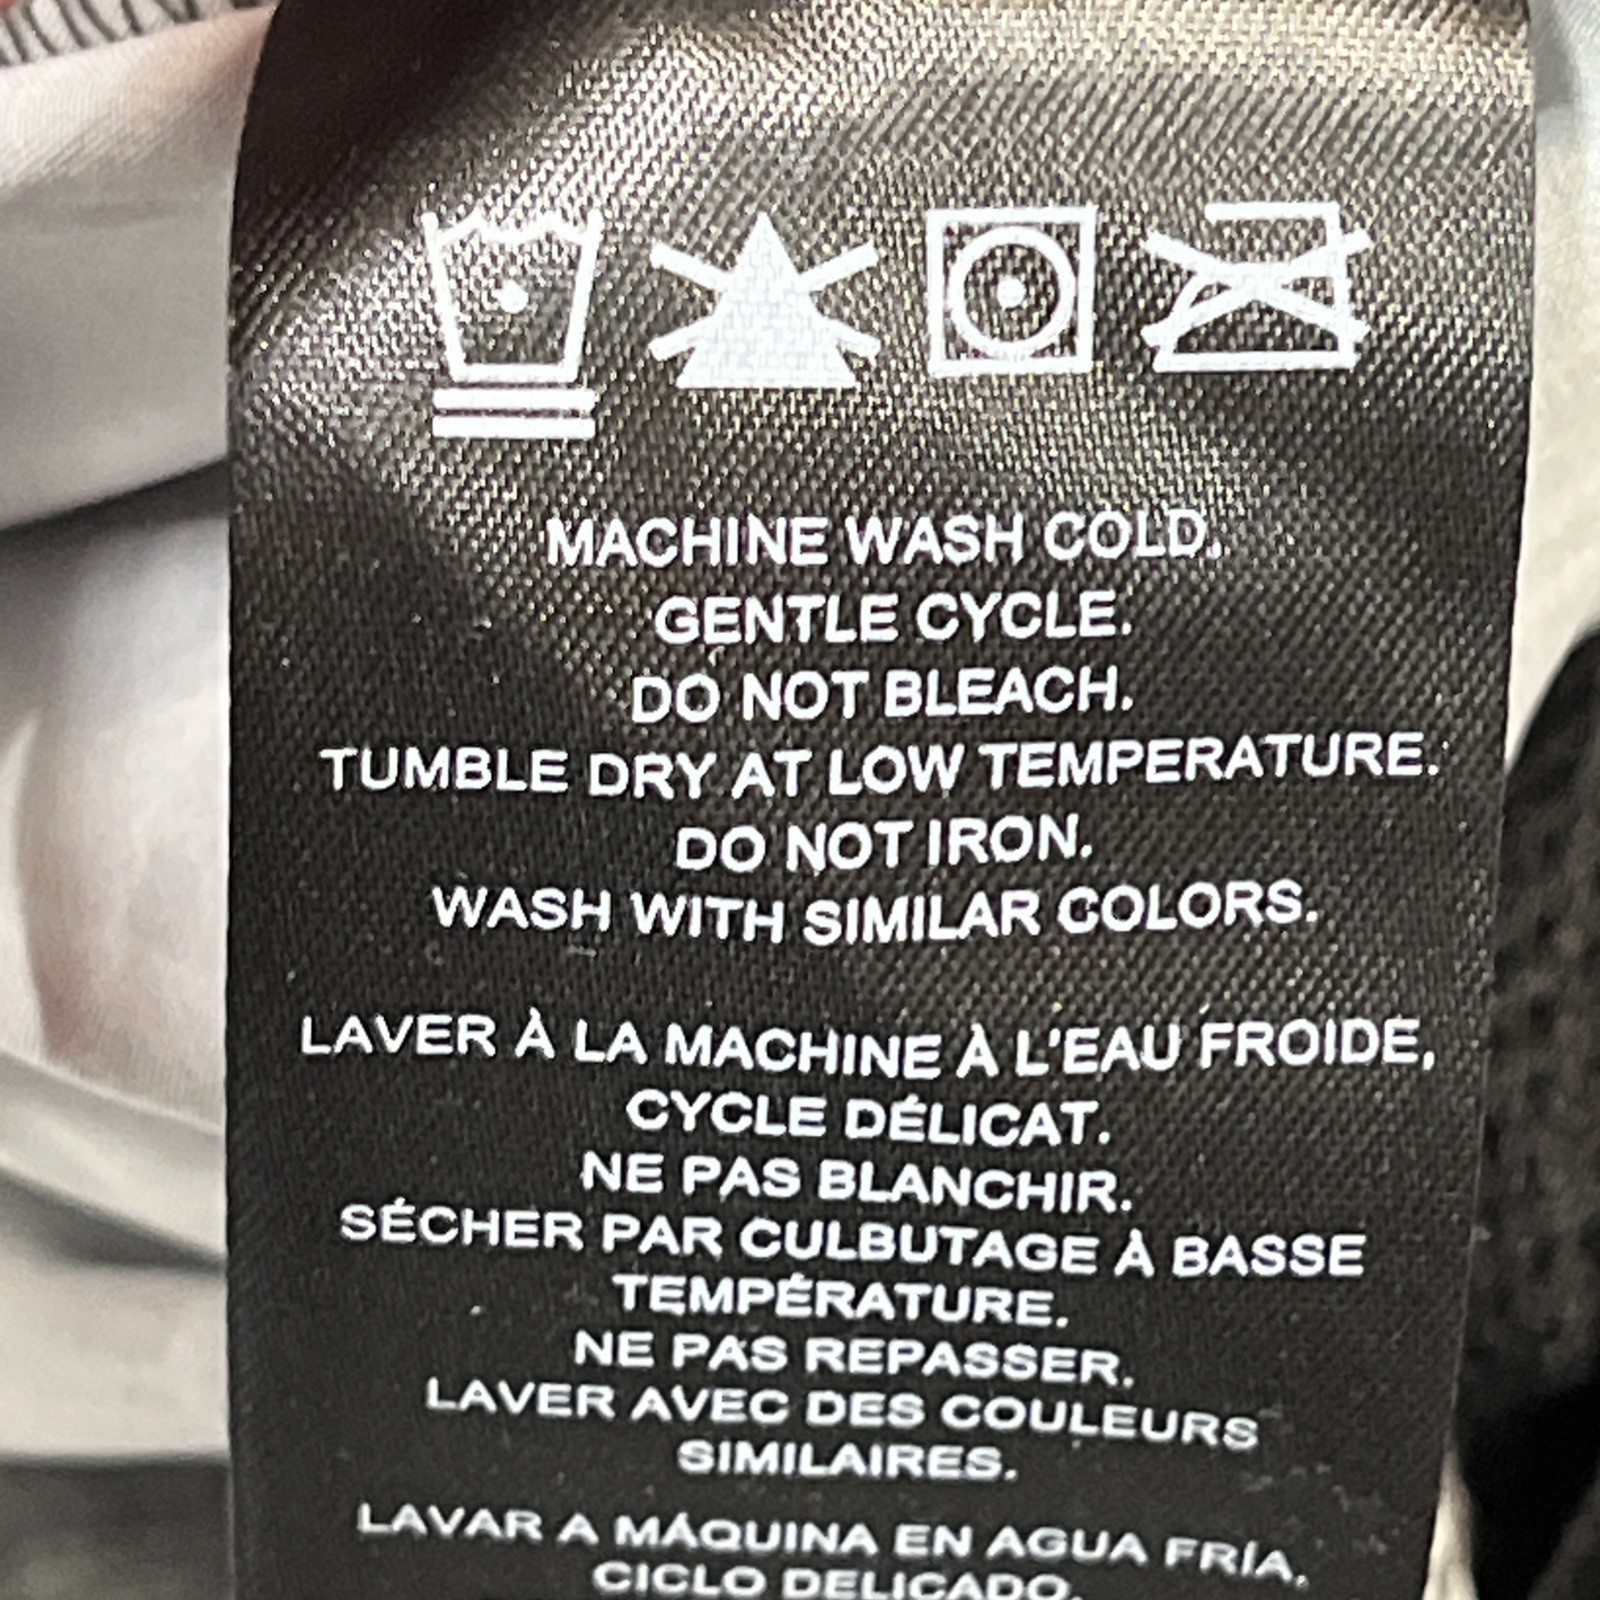 MACHINE WASH COLD.
GENTLE CYCLE.
DO NOT BLEACH.
TUMBLE DRY AT LOW TEMPERATURE.
DO NOT IRON.
WASH WITH SIMILAR COLORS.
LAVER À LA MACHINE À L'EAU FROIDE,
CYCLE DÉLICAT.
NE PAS BLANCHIR.
SÉCHER PAR CULBUTAGE À BASSE
TEMPÉRATURE.
NE PAS REPASSER.
LAVER AVEC DES COULEURS
SIMILAIRES.
LAVAR A MÁQUINA EN AGUA FRÍA,
CICLO DELICADO.